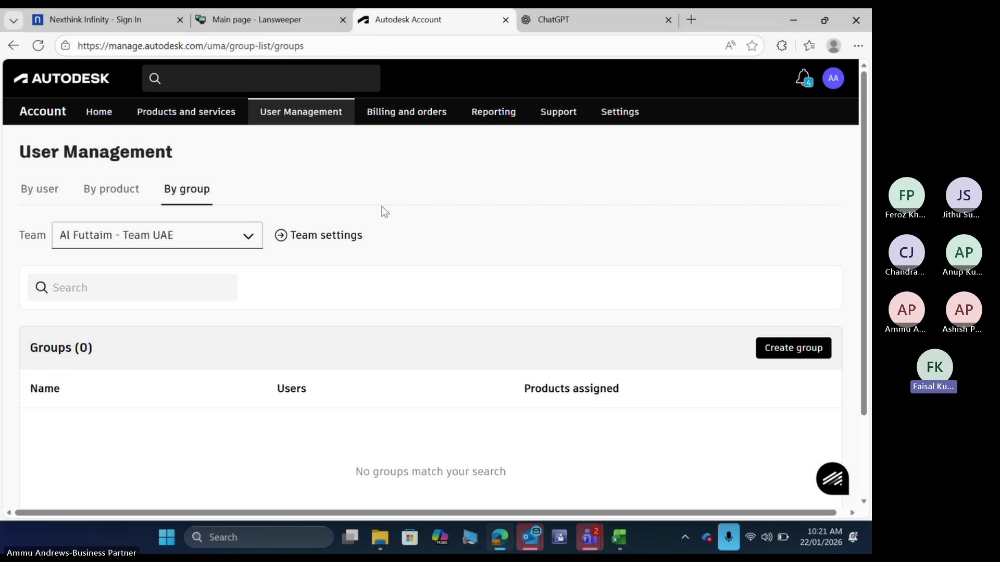 Nexthink Infinity - Sign In
Main page - Lansweeper
Autodesk Account
ChatGPT
https://manage.autodesk.com/uma/group-list/groups
AUTODESK
4
AA
Account
Home
Products and services
User Management
Billing and orders
Reporting
Support
Settings
User Management
By user
By product
By group
Team
Al Futtaim - Team UAE
Team settings
Search
Groups (0)
Create group
Name
Users
Products assigned
No groups match your search
FP
Feroz Kh...
JS
Jithu Su...
CJ
Chandra...
AP
Anup Ku...
AP
Ammu A...
AP
Ashish P...
FK
Faisal Ku...
Search
M365
2
10:21 AM
22/01/2026
Ammu Andrews-Business Partner